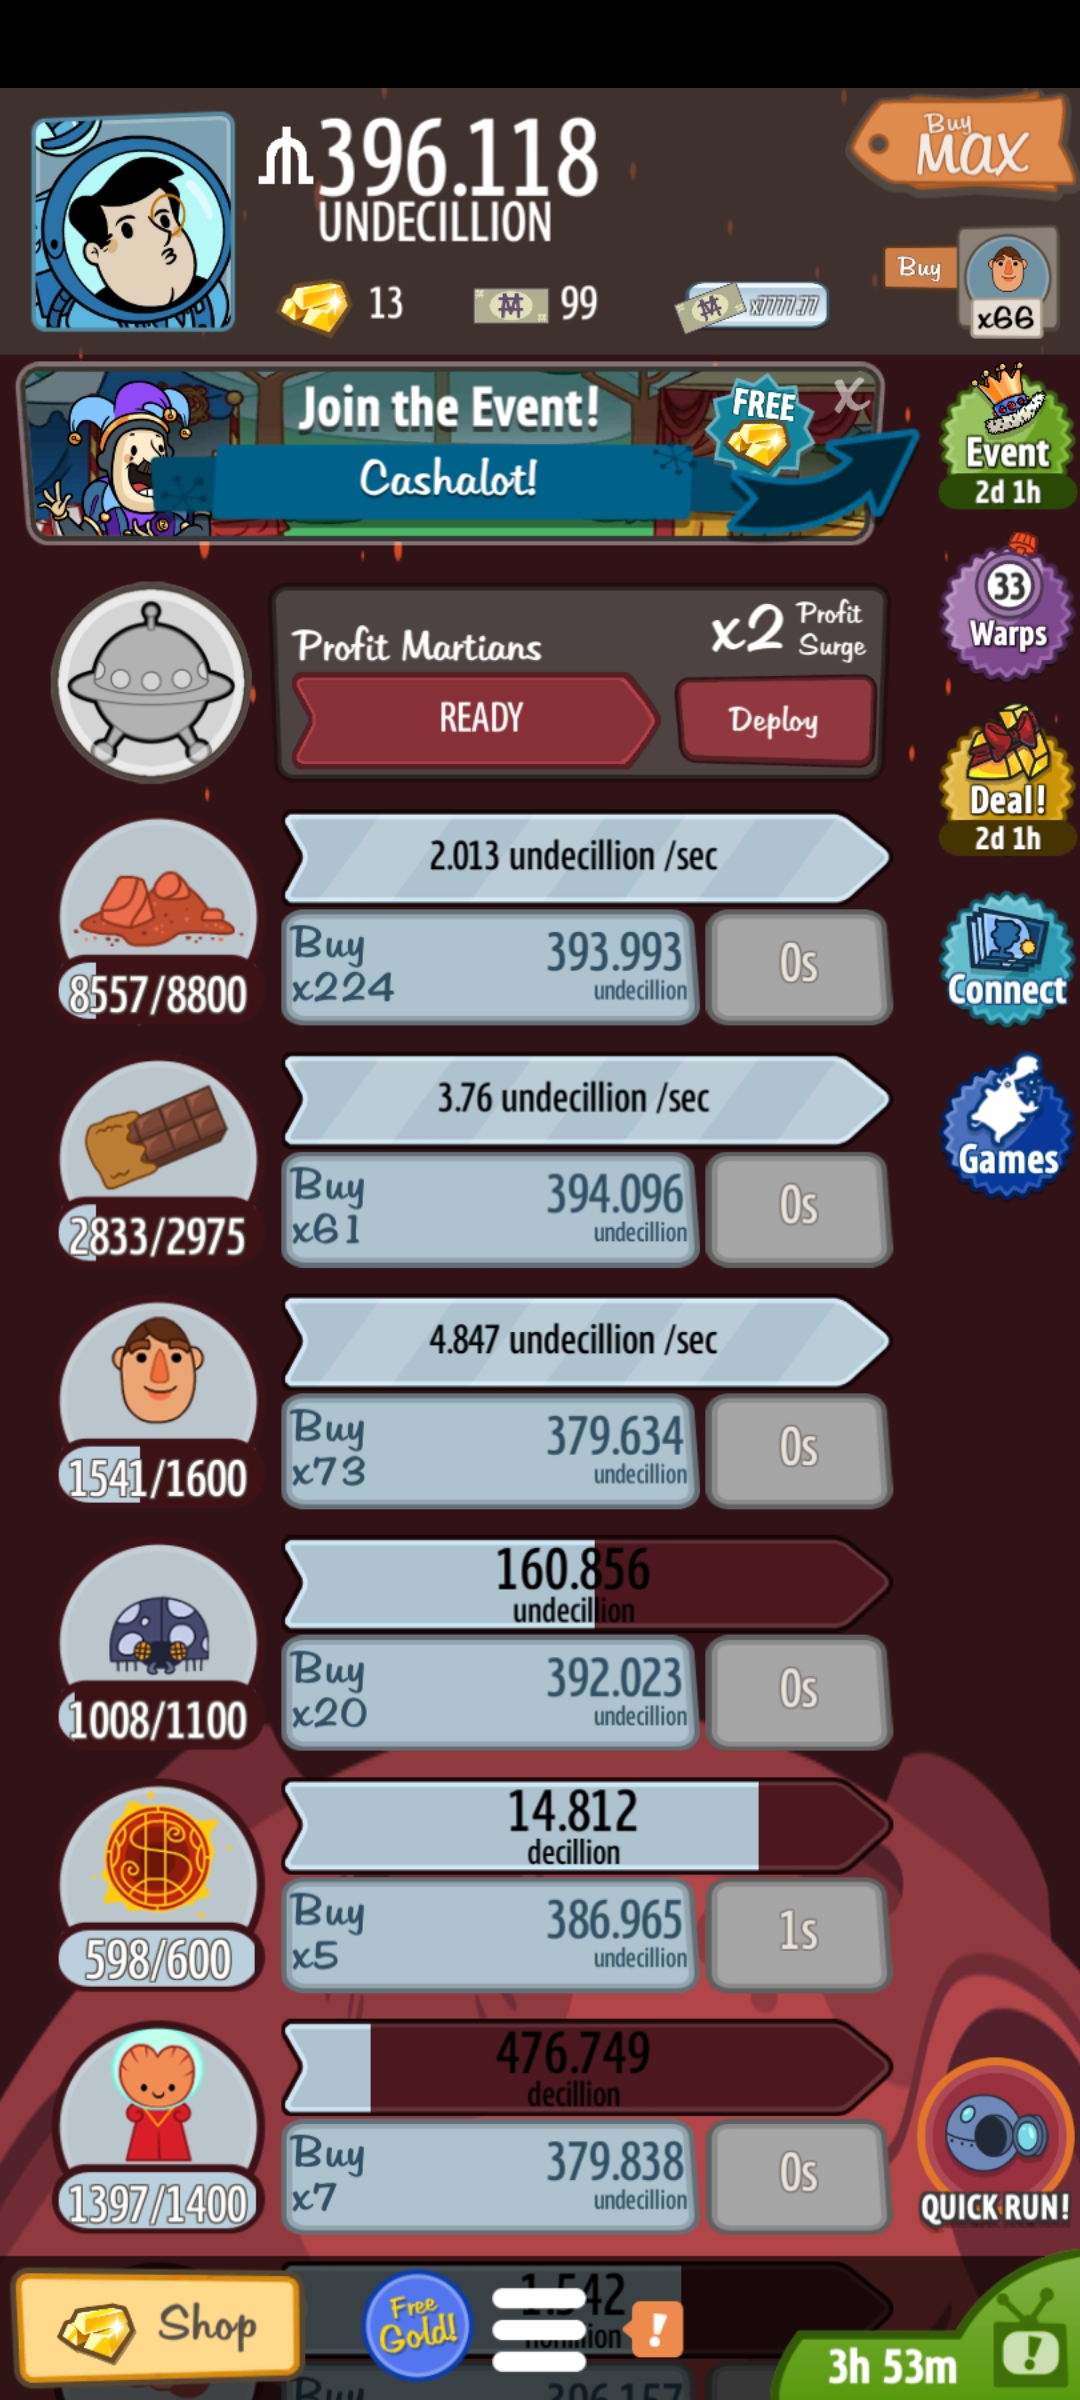 ₼396.118
UNDECILLION
Buy
MAX
13
99
x7777.77
Buy
x66
Join the Event!
FREE
X
Cashalot!
Event
2d 1h
33
Warps
Profit Martians
x2 Profit
Surge
READY
Deploy
Deal!
2d 1h
2.013 undecillion /sec
Buy
x224
393.993
undecillion
0s
8557/8800
Connect
3.76 undecillion /sec
Games
Buy
x61
394.096
undecillion
0s
2833/2975
4.847 undecillion /sec
Buy
x73
379.634
undecillion
0s
1541/1600
160.856
undecillion
Buy
x20
392.023
undecillion
0s
1008/1100
14.812
decillion
Buy
x5
386.965
undecillion
1s
598/600
476.749
decillion
Buy
x7
379.838
undecillion
0s
1397/1400
QUICK RUN!
Shop
Free
Gold!
!
3h 53m
!
Buy